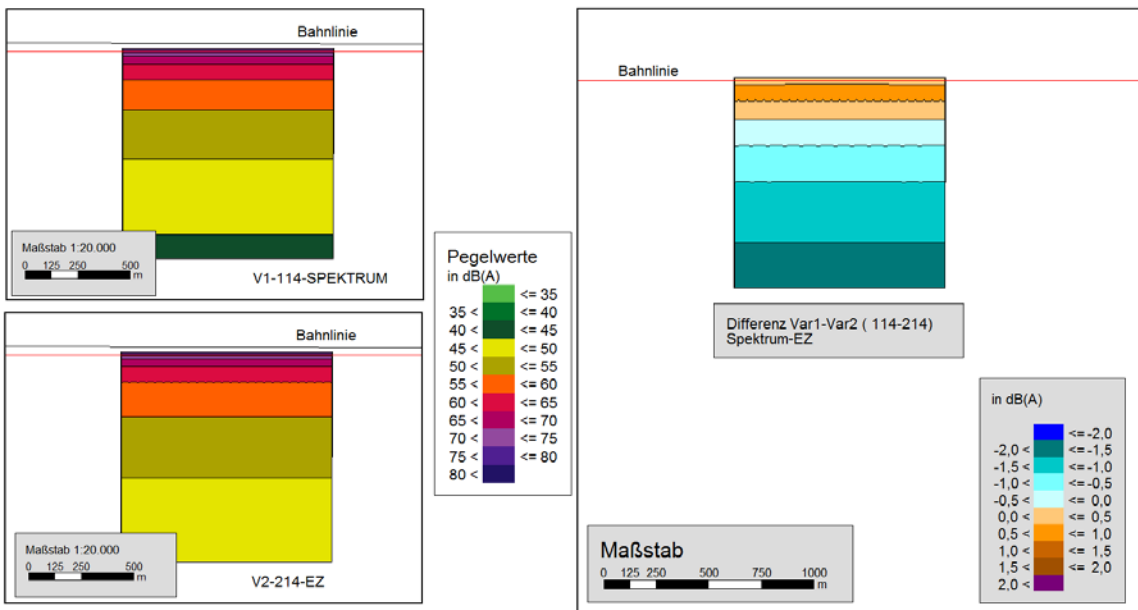 Bahnlinie
Maßstab 1:20.000
0 125 250 500
m
V1-114-SPEKTRUM
Bahnlinie
Maßstab 1:20.000
0 125 250 500
m
V2-214-EZ
Pegelwerte
in dB(A)
<= 35
35 < <= 40
40 < <= 45
45 < <= 50
50 < <= 55
55 < <= 60
60 < <= 65
65 < <= 70
70 < <= 75
75 < <= 80
80 <
Bahnlinie
Differenz Var1-Var2 ( 114-214)
Spektrum-EZ
in dB(A)
<= -2,0
-2,0 < <= -1,5
-1,5 < <= -1,0
-1,0 < <= -0,5
-0,5 < <= 0,0
0,0 < <= 0,5
0,5 < <= 1,0
1,0 < <= 1,5
1,5 < <= 2,0
2,0 <
Maßstab
0 125 250 500 750 1000
m